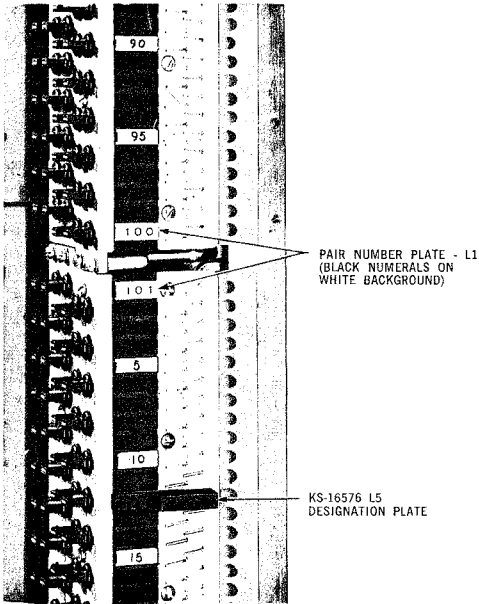 90
95
100
101
5
10
15
PAIR NUMBER PLATE - L1
(BLACK NUMERALS ON
WHITE BACKGROUND)
KS-16576 L5
DESIGNATION PLATE